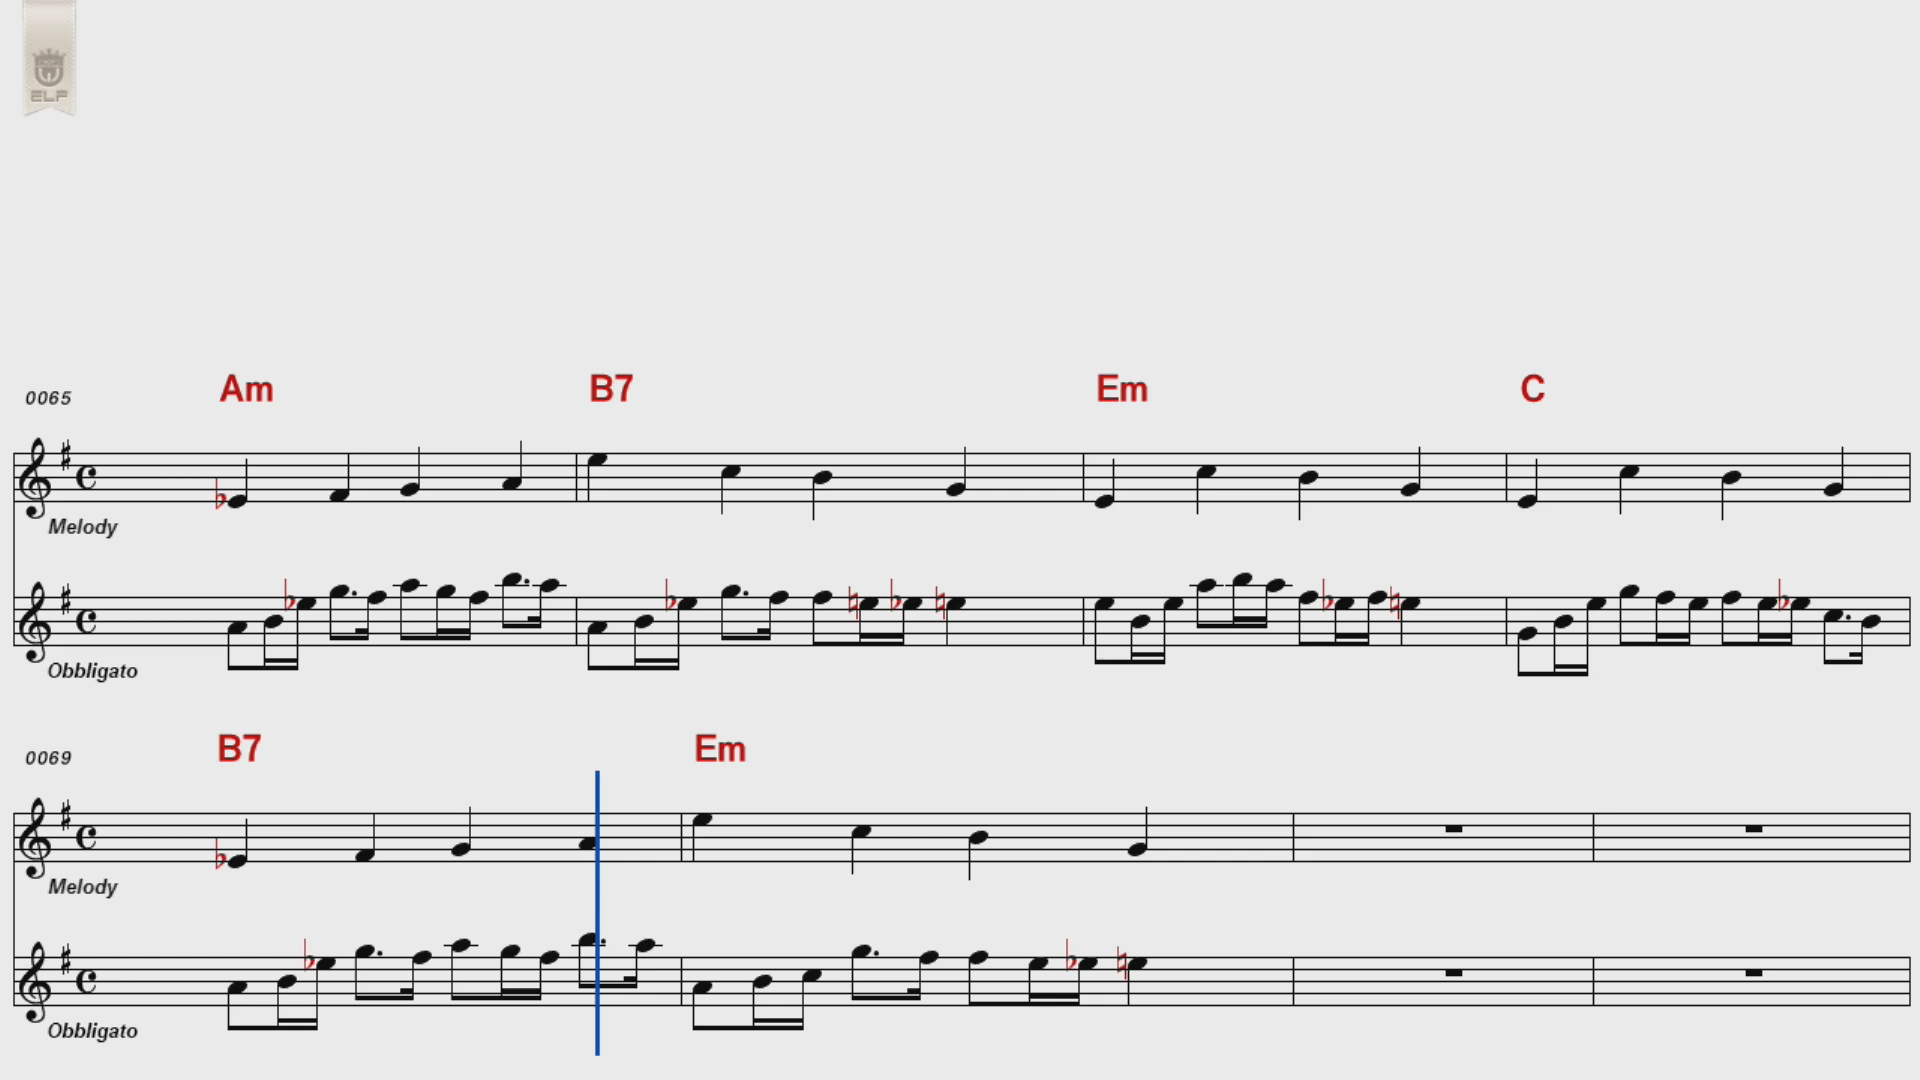 ELF
Am B7 Em C
0065
Melody
Obbligato
B7 Em
0069
Melody
Obbligato